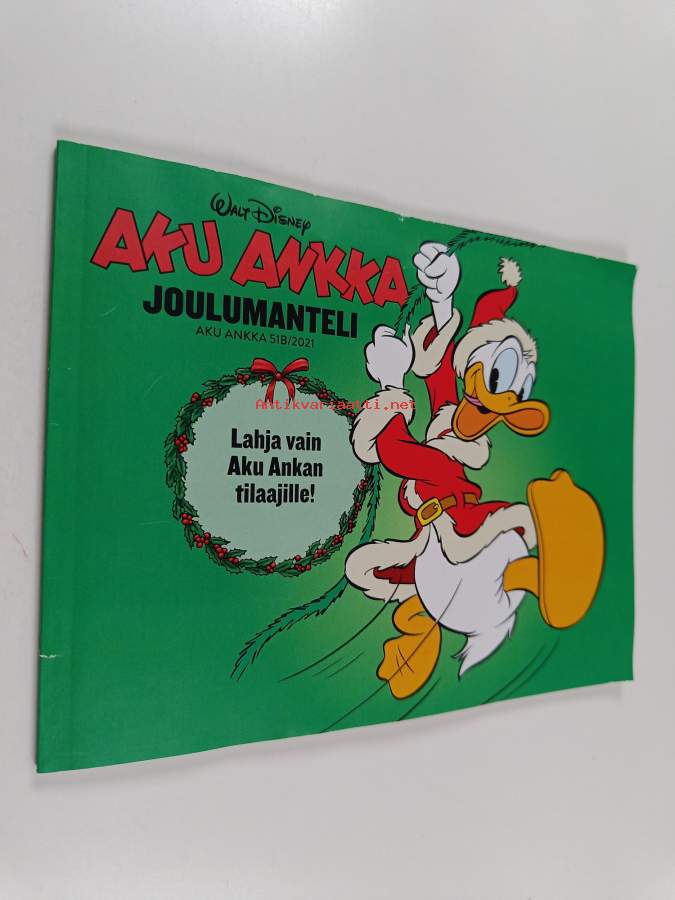 WALT DISNEY
AKU ANKKA
JOULUMANTELI
AKU ANKKA 51B/2021
Antikvariaatti.net
Lahja vain
Aku Ankan
tilaajille!